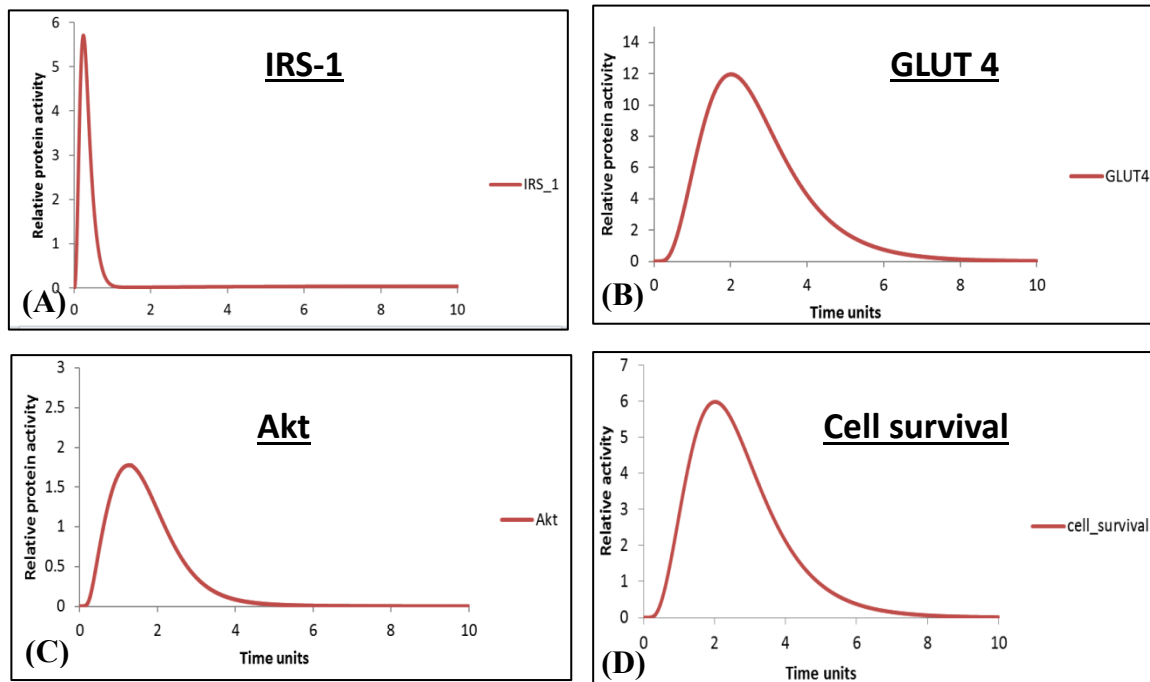 IRS-1
Relative protein activity
6
5
4
3
2
1
0
0 2 4 6 8 10
IRS_1
(A)
GLUT 4
Relative protein activity
14
12
10
8
6
4
2
0
0 2 4 6 8 10
Time units
GLUT4
(B)
Akt
Relative protein activity
3
2.5
2
1.5
1
0.5
0
0 2 4 6 8 10
Time units
Akt
(C)
Cell survival
Relative activity
7
6
5
4
3
2
1
0
0 2 4 6 8 10
Time units
cell_survival
(D)